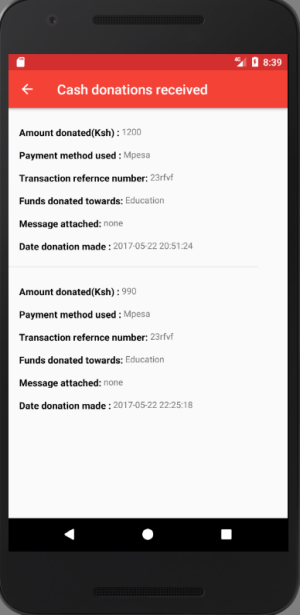 8:39
Cash donations received
Amount donated(Ksh) : 1200
Payment method used : Mpesa
Transaction refernce number: 23rfvf
Funds donated towards: Education
Message attached: none
Date donation made : 2017-05-22 20:51:24
Amount donated(Ksh) : 990
Payment method used : Mpesa
Transaction refernce number: 23rfvf
Funds donated towards: Education
Message attached: none
Date donation made : 2017-05-22 22:25:18